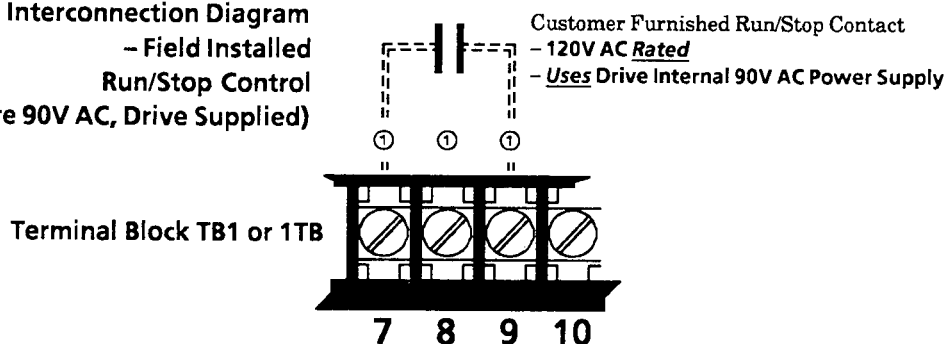 Interconnection Diagram
– Field Installed
Run/Stop Control
re 90V AC, Drive Supplied)
Customer Furnished Run/Stop Contact
– 120V AC Rated
– Uses Drive Internal 90V AC Power Supply
① ① ①
Terminal Block TB1 or 1TB
7 8 9 10